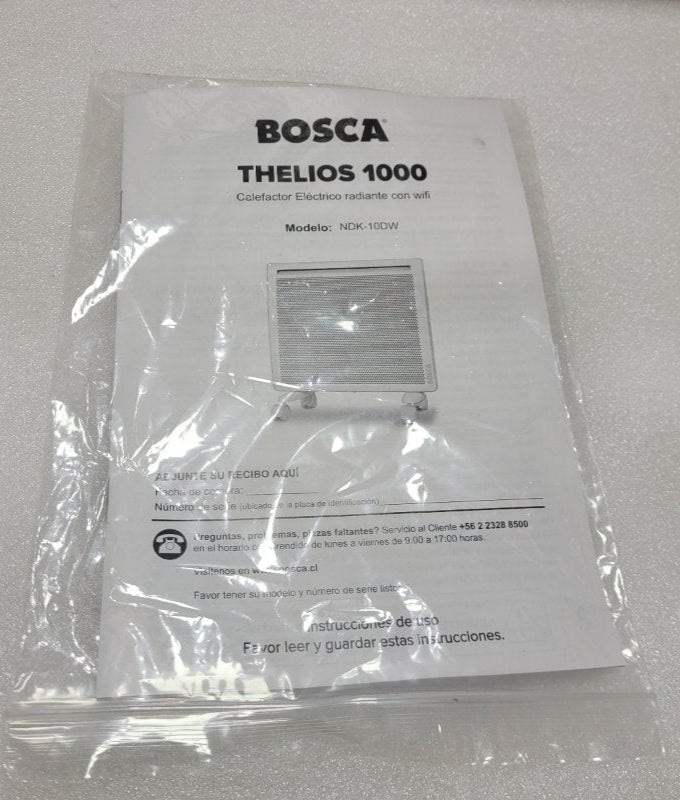 BOSCA
THELIOS 1000
Calefactor Eléctrico radiante con wifi
Modelo: NDK-10DW
BOSCA
ADJUNTE SU RECIBO AQUÍ
Fecha de compra:
Número de serie (ubicado en la placa de identificación)
Preguntas, problemas, piezas faltantes? Servicio al Cliente +56 2 2328 8500
en el horario comprendido de lunes a viernes de 9:00 a 17:00 horas.
Visítenos en www.bosca.cl
Favor tener su modelo y número de serie listos
Instrucciones de uso
Favor leer y guardar estas instrucciones.